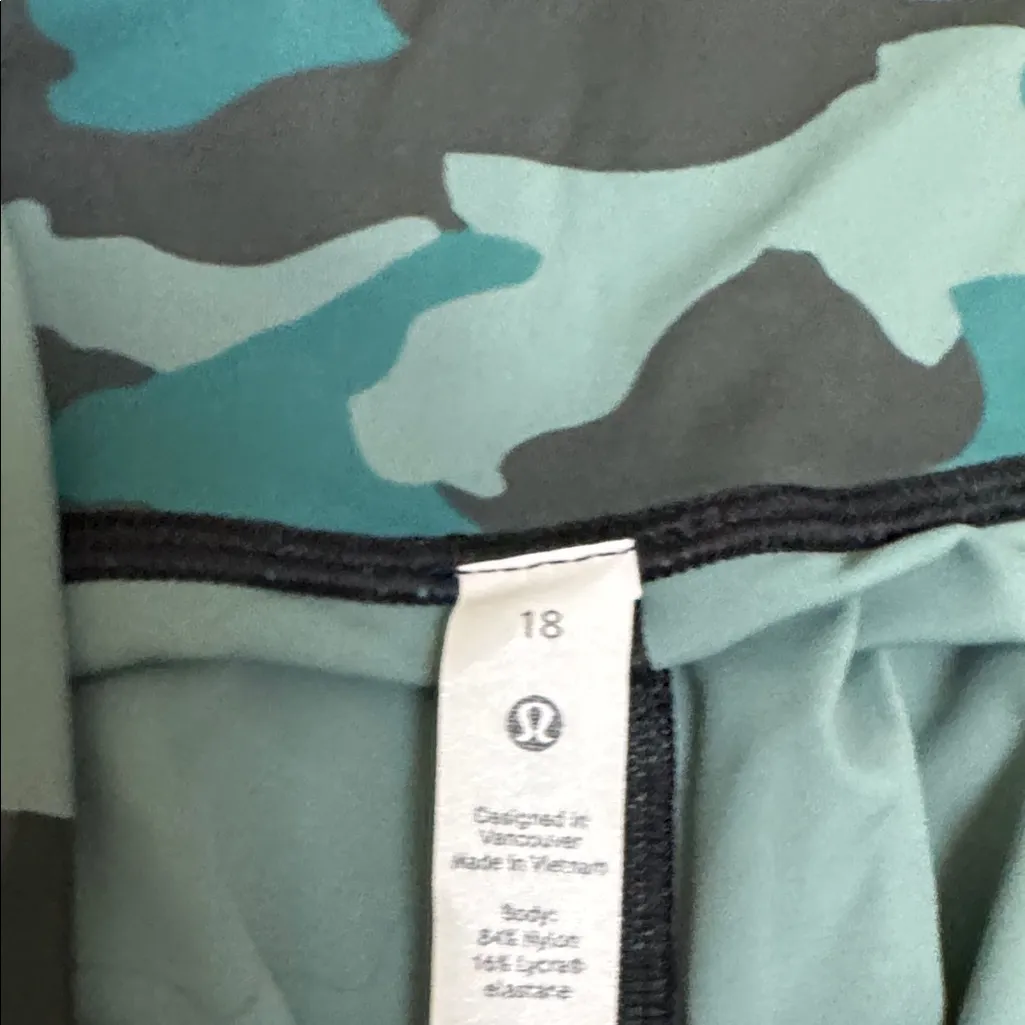 18
Designed in
Vancouver
Made in Vietnam
Body:
84% Nylon
16% Lycra®
elastane